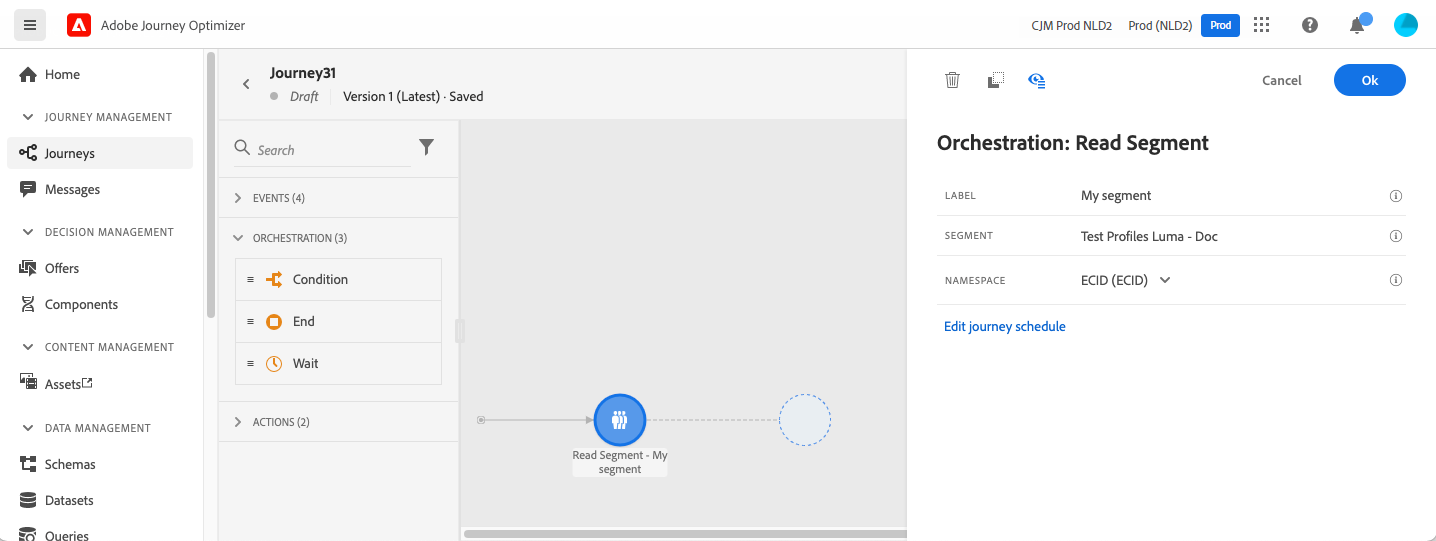 Adobe Journey Optimizer
CJM Prod NLD2
Prod (NLD2)
Prod
Home
JOURNEY MANAGEMENT
Journeys
Messages
DECISION MANAGEMENT
Offers
Components
CONTENT MANAGEMENT
Assets
DATA MANAGEMENT
Schemas
Datasets
Queries
Journey31
Draft
Version 1 (Latest) · Saved
Search
EVENTS (4)
ORCHESTRATION (3)
Condition
End
Wait
ACTIONS (2)
Read Segment - My
segment
Cancel
Ok
Orchestration: Read Segment
LABEL
My segment
SEGMENT
Test Profiles Luma - Doc
NAMESPACE
ECID (ECID)
Edit journey schedule